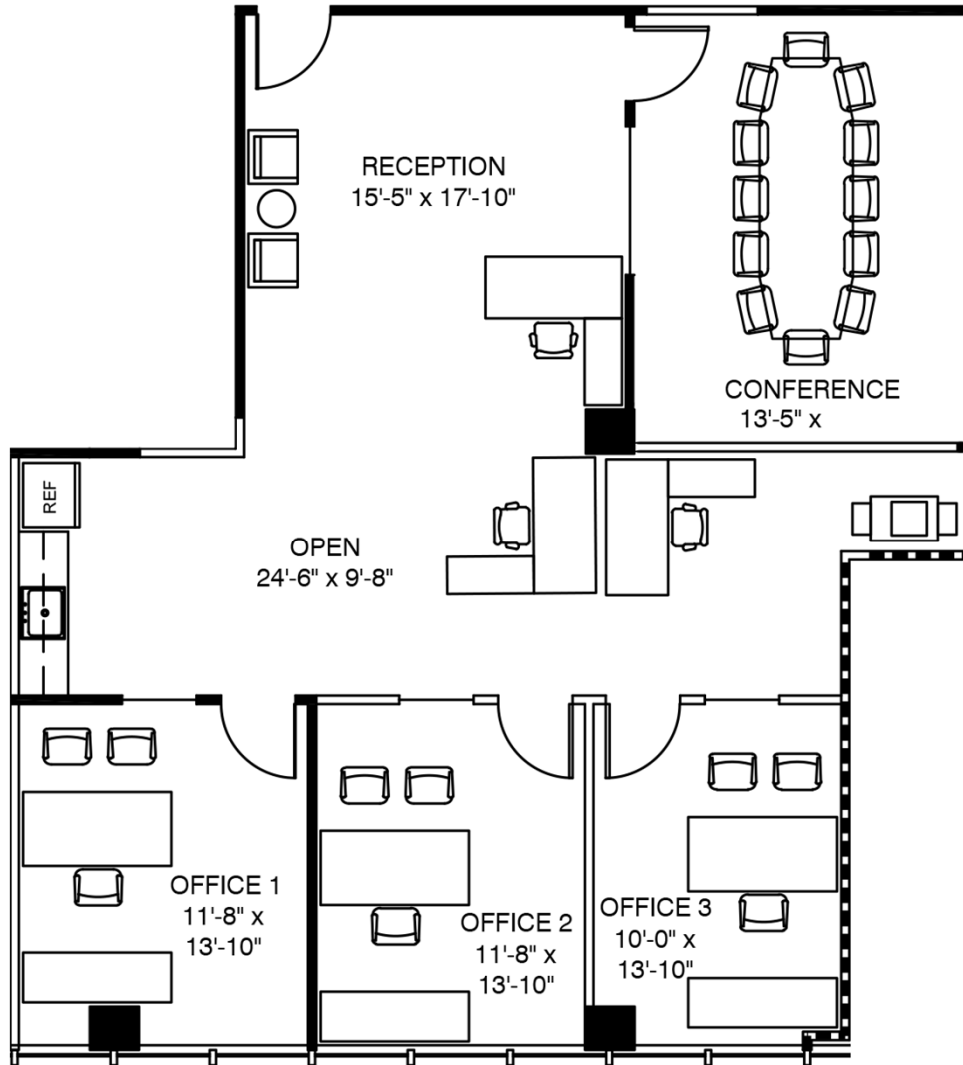 RECEPTION
15'-5" x 17'-10"
CONFERENCE
13'-5" x
REF
OPEN
24'-6" x 9'-8"
OFFICE 1
11'-8" x
13'-10"
OFFICE 2
11'-8" x
13'-10"
OFFICE 3
10'-0" x
13'-10"